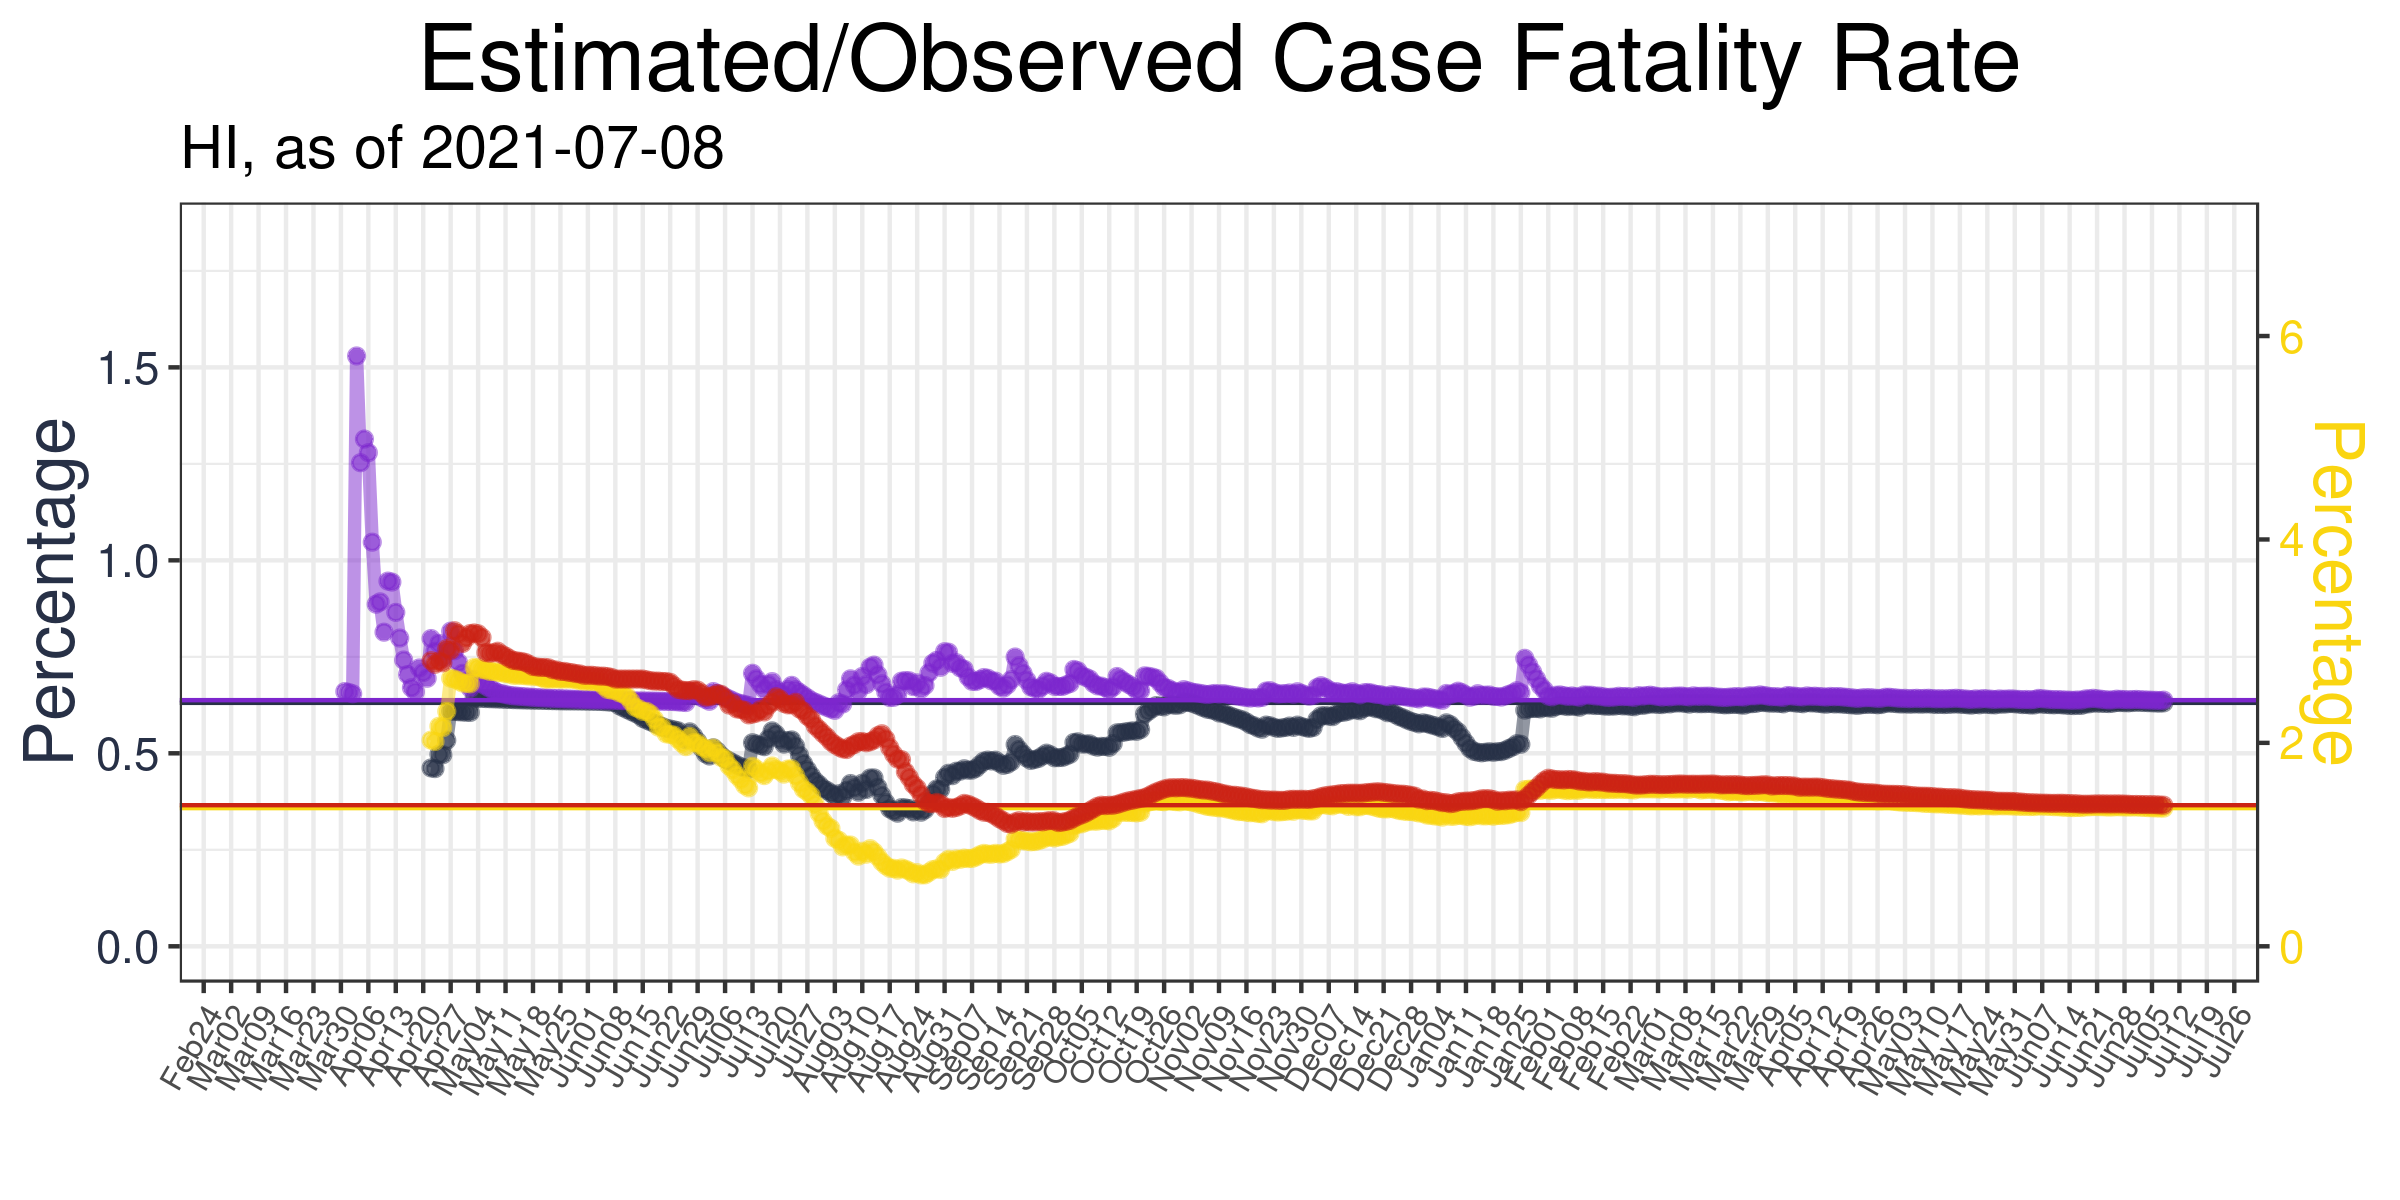 Estimated/Observed Case Fatality Rate
HI, as of 2021-07-08
Percentage
1.5
1.0
0.5
0.0
6
4
2
0
Percentage
Feb24
Mar02
Mar09
Mar16
Mar23
Mar30
Apr06
Apr13
Apr20
Apr27
May04
May11
May18
May25
Jun01
Jun08
Jun15
Jun22
Jun29
Jul06
Jul13
Jul20
Jul27
Aug03
Aug10
Aug17
Aug24
Aug31
Sep07
Sep14
Sep21
Sep28
Oct05
Oct12
Oct19
Oct26
Nov02
Nov09
Nov16
Nov23
Nov30
Dec07
Dec14
Dec21
Dec28
Jan04
Jan11
Jan18
Jan25
Feb01
Feb08
Feb15
Feb22
Mar01
Mar08
Mar15
Mar22
Mar29
Apr05
Apr12
Apr19
Apr26
May03
May10
May17
May24
May31
Jun07
Jun14
Jun21
Jun28
Jul05
Jul12
Jul19
Jul26